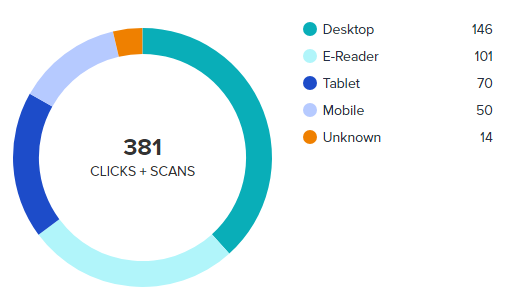 381
CLICKS + SCANS
Desktop 146
E-Reader 101
Tablet 70
Mobile 50
Unknown 14